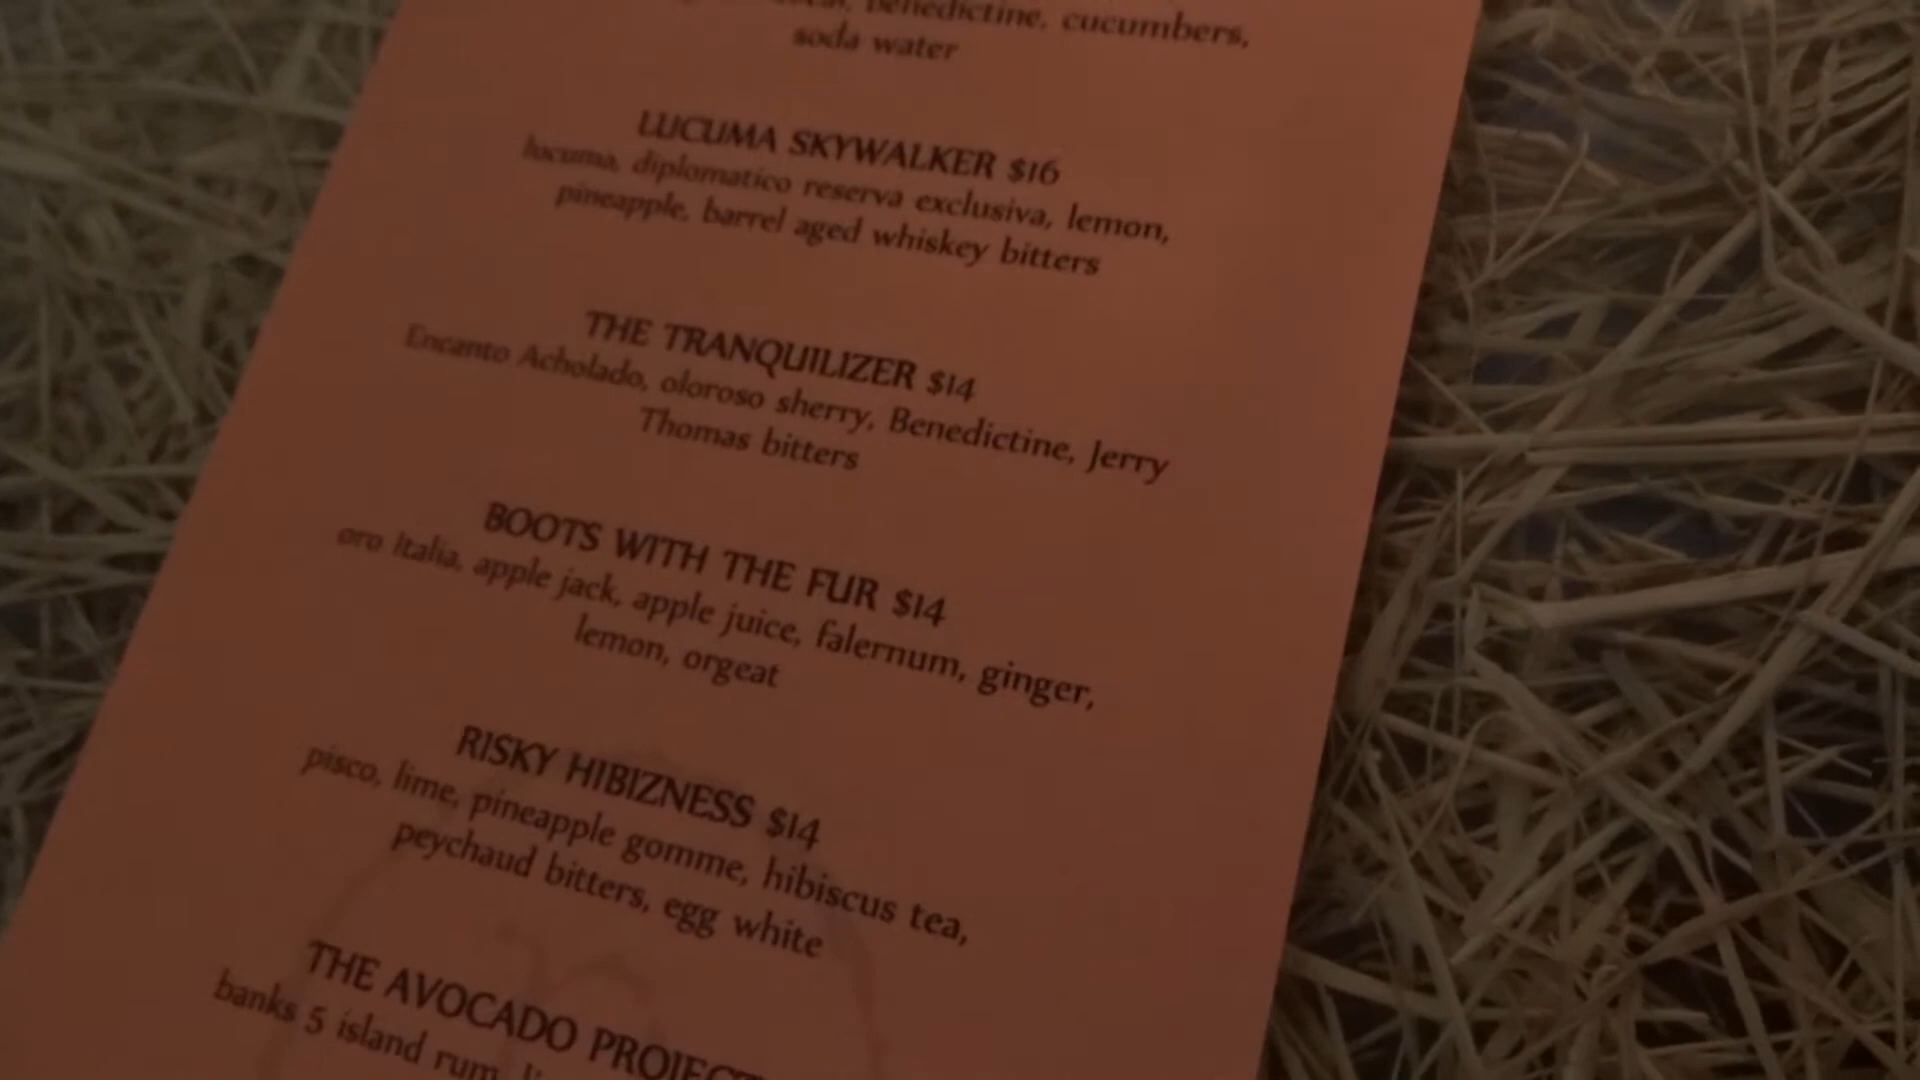 benedictine, cucumbers,
soda water
LUCUMA SKYWALKER $16
lucuma, diplomatico reserva exclusiva, lemon,
pineapple, barrel aged whiskey bitters
THE TRANQUILIZER $14
Encanto Acholado, oloroso sherry, Benedictine, Jerry
Thomas bitters
BOOTS WITH THE FUR $14
oro italia, apple jack, apple juice, falernum, ginger,
lemon, orgeat
RISKY HIBIZNESS $14
pisco, lime, pineapple gomme, hibiscus tea,
peychaud bitters, egg white
THE AVOCADO PROJECT
banks 5 island rum,